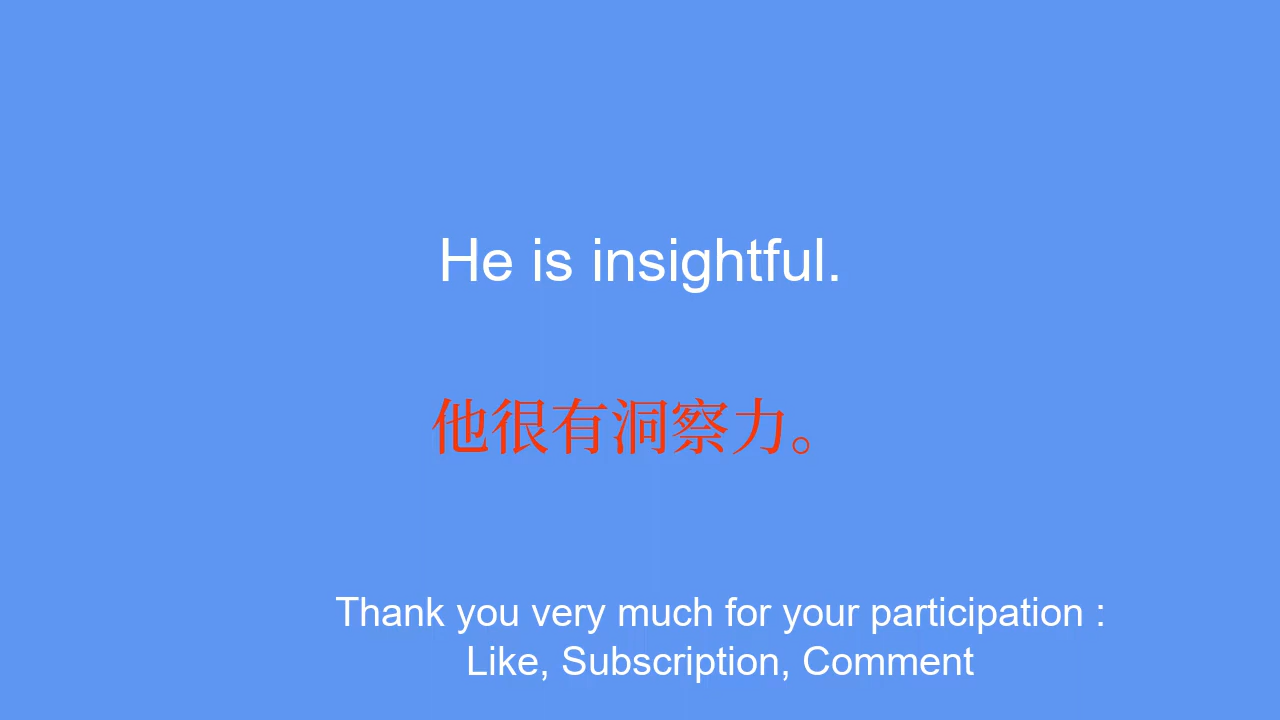 He is insightful.
他很有洞察力。
Thank you very much for your participation :
Like, Subscription, Comment